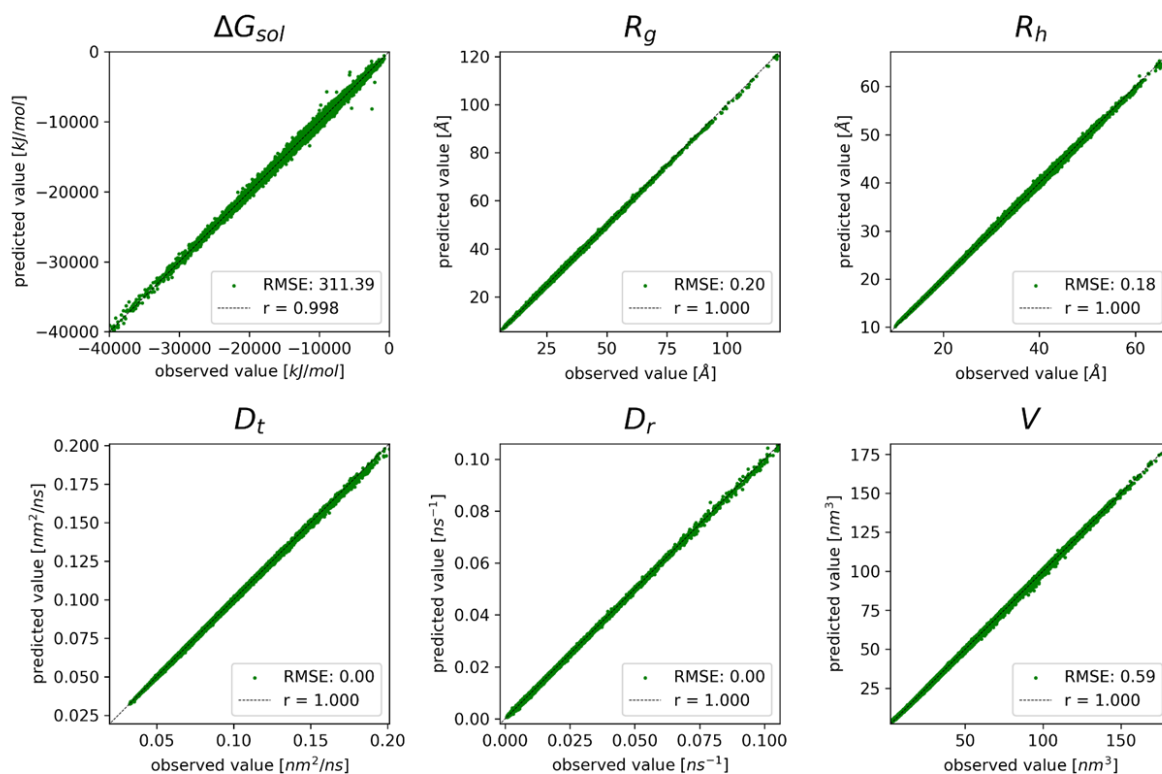 ΔG_sol
0
−10000
−20000
−30000
−40000
predicted value [kJ/mol]
RMSE: 311.39
r = 0.998
−40000 −30000 −20000 −10000 0
observed value [kJ/mol]
R_g
120
100
80
60
40
20
predicted value [Å]
RMSE: 0.20
r = 1.000
25 50 75 100
observed value [Å]
R_h
60
50
40
30
20
10
predicted value [Å]
RMSE: 0.18
r = 1.000
20 30 40 50 60
observed value [Å]
D_t
0.200
0.175
0.150
0.125
0.100
0.075
0.050
0.025
predicted value [nm²/ns]
RMSE: 0.00
r = 1.000
0.05 0.10 0.15 0.20
observed value [nm²/ns]
D_r
0.10
0.08
0.06
0.04
0.02
0.00
predicted value [ns⁻¹]
RMSE: 0.00
r = 1.000
0.000 0.025 0.050 0.075 0.100
observed value [ns⁻¹]
V
175
150
125
100
75
50
25
predicted value [nm³]
RMSE: 0.59
r = 1.000
50 100 150
observed value [nm³]